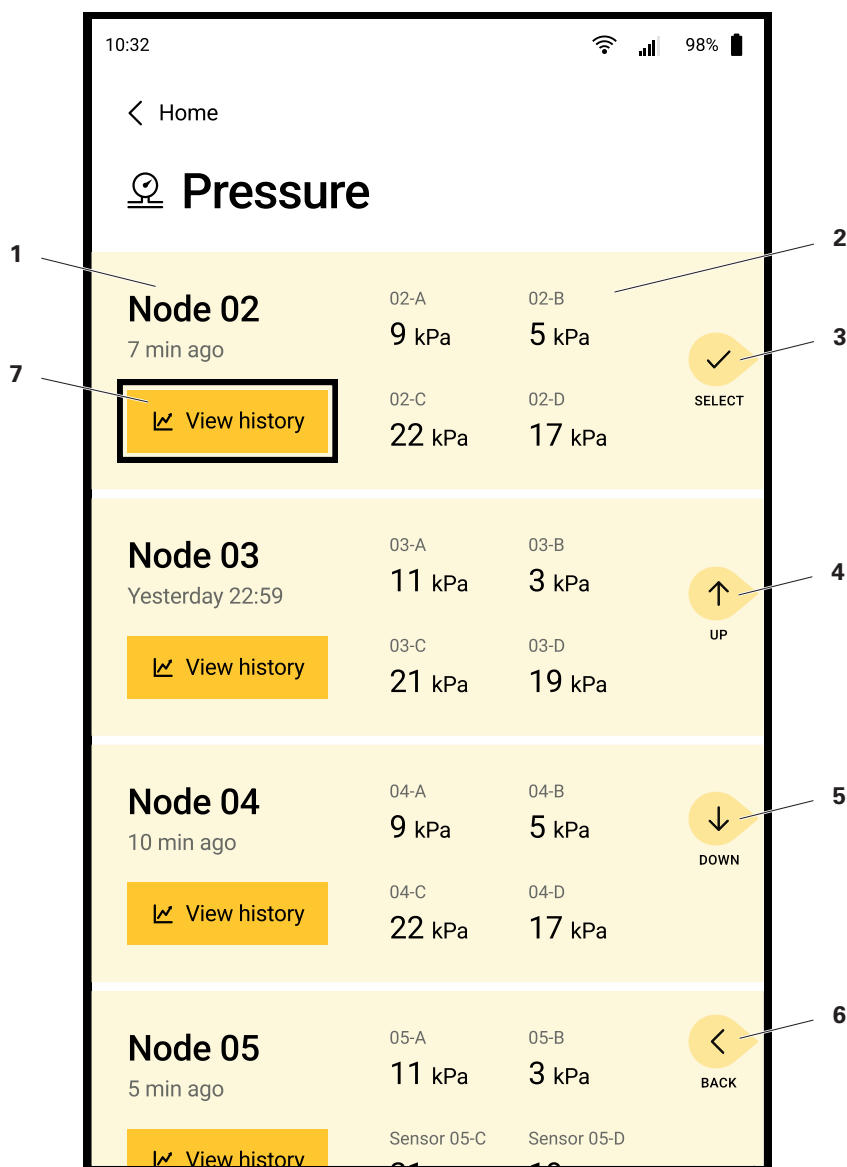 10:32 98%
Home
Pressure
1
2
3
4
5
6
7
Node 02
7 min ago
View history
02-A 02-B
9 kPa 5 kPa
02-C 02-D
22 kPa 17 kPa
SELECT
Node 03
Yesterday 22:59
View history
03-A 03-B
11 kPa 3 kPa
03-C 03-D
21 kPa 19 kPa
UP
Node 04
10 min ago
View history
04-A 04-B
9 kPa 5 kPa
04-C 04-D
22 kPa 17 kPa
DOWN
Node 05
5 min ago
View history
05-A 05-B
11 kPa 3 kPa
Sensor 05-C Sensor 05-D
BACK